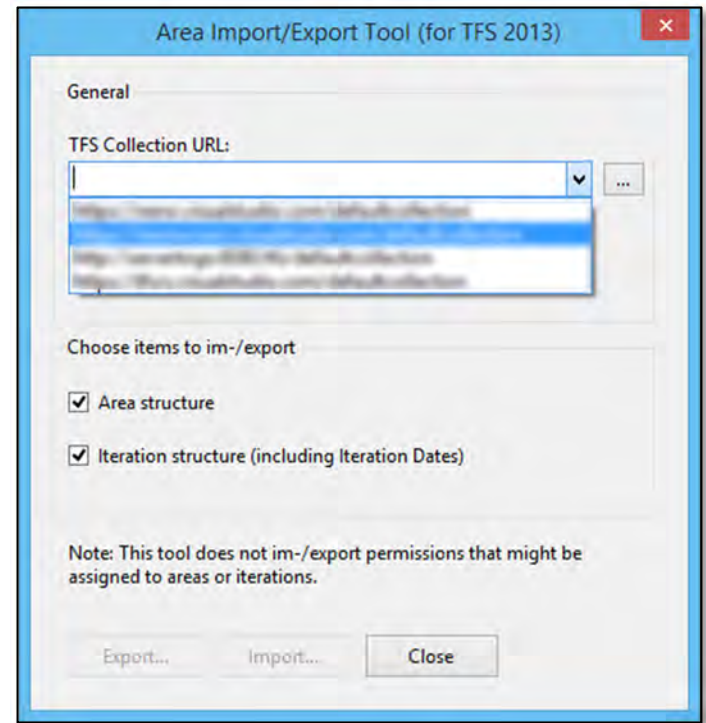 Area Import/Export Tool (for TFS 2013)
General
TFS Collection URL:
...
Choose items to im-/export
Area structure
Iteration structure (including Iteration Dates)
Note: This tool does not im-/export permissions that might be
assigned to areas or iterations.
Export... Import... Close